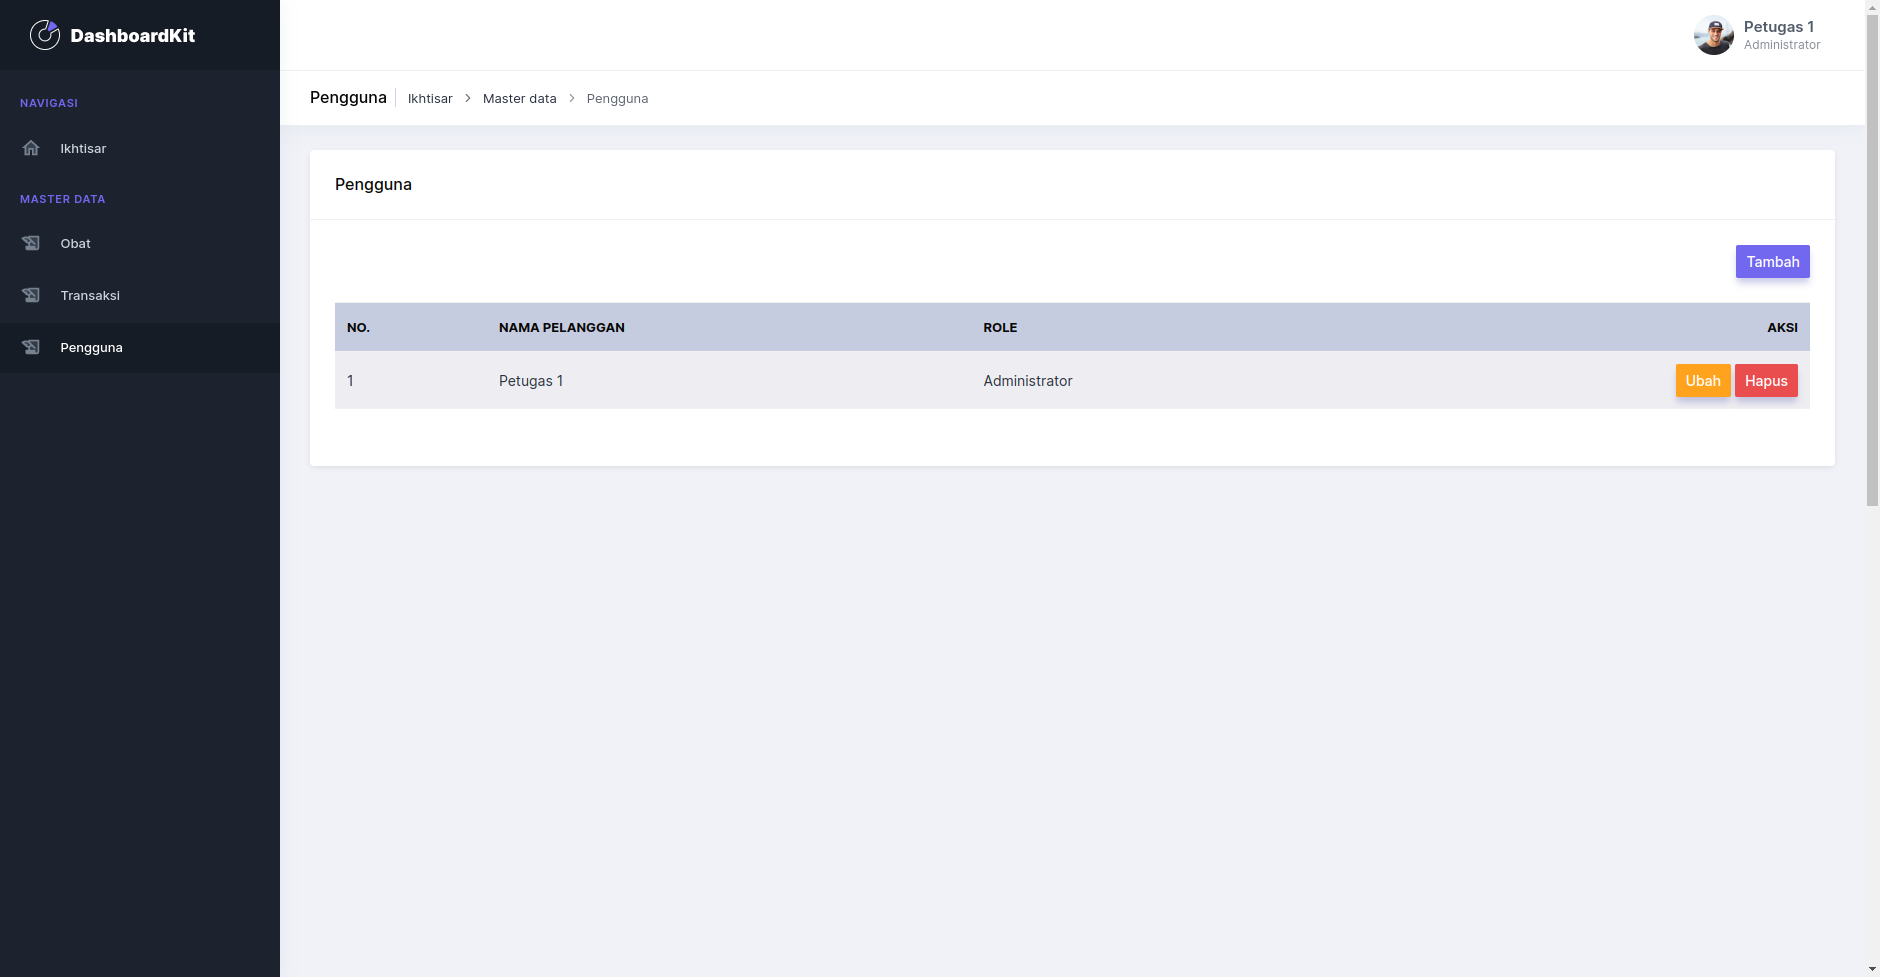 DashboardKit
NAVIGASI
Ikhtisar
MASTER DATA
Obat
Transaksi
Pengguna
Petugas 1
Administrator
Pengguna
Ikhtisar > Master data > Pengguna
Pengguna
Tambah
NO. NAMA PELANGGAN ROLE AKSI
1 Petugas 1 Administrator Ubah Hapus